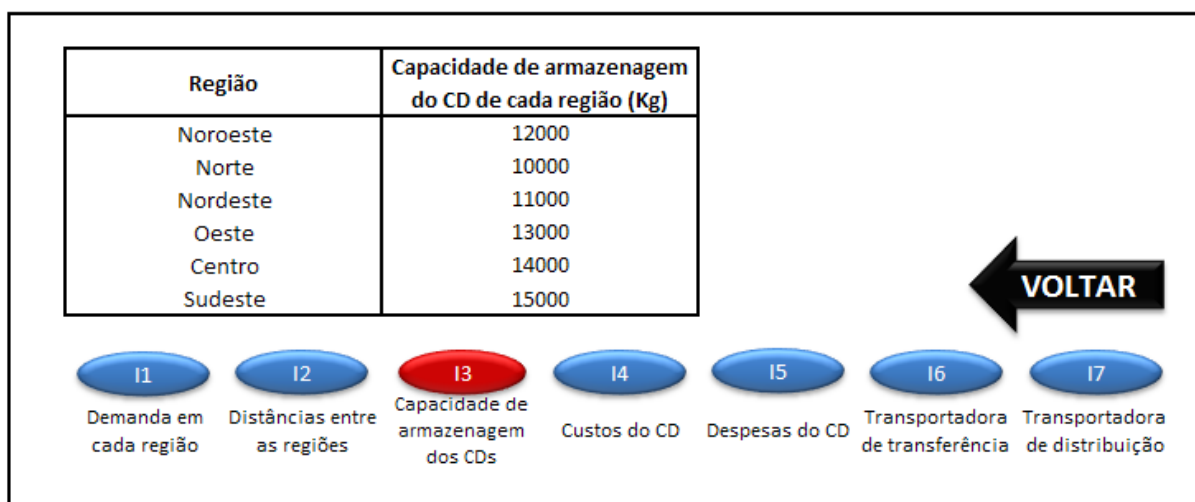 Região
Capacidade de armazenagem
do CD de cada região (Kg)
Noroeste 12000
Norte 10000
Nordeste 11000
Oeste 13000
Centro 14000
Sudeste 15000
VOLTAR
I1
I2
I3
I4
I5
I6
I7
Demanda em
cada região
Distâncias entre
as regiões
Capacidade de
armazenagem
dos CDs
Custos do CD
Despesas do CD
Transportadora
de transferência
Transportadora
de distribuição